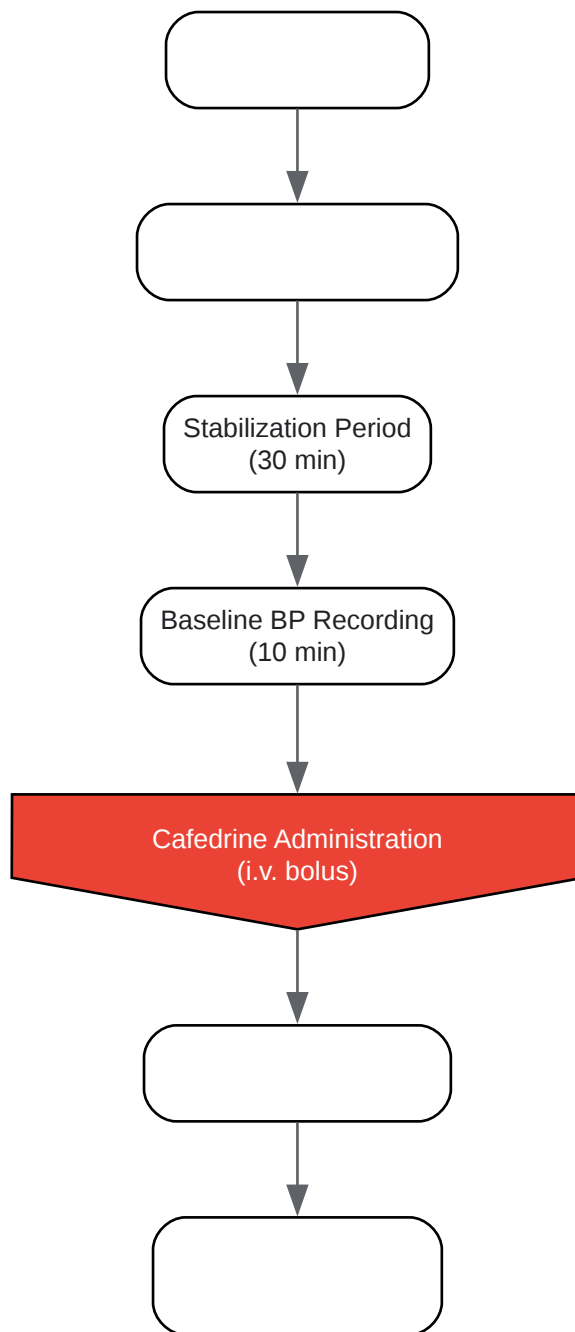 Stabilization Period
(30 min)
Baseline BP Recording
(10 min)
Cafedrine Administration
(i.v. bolus)